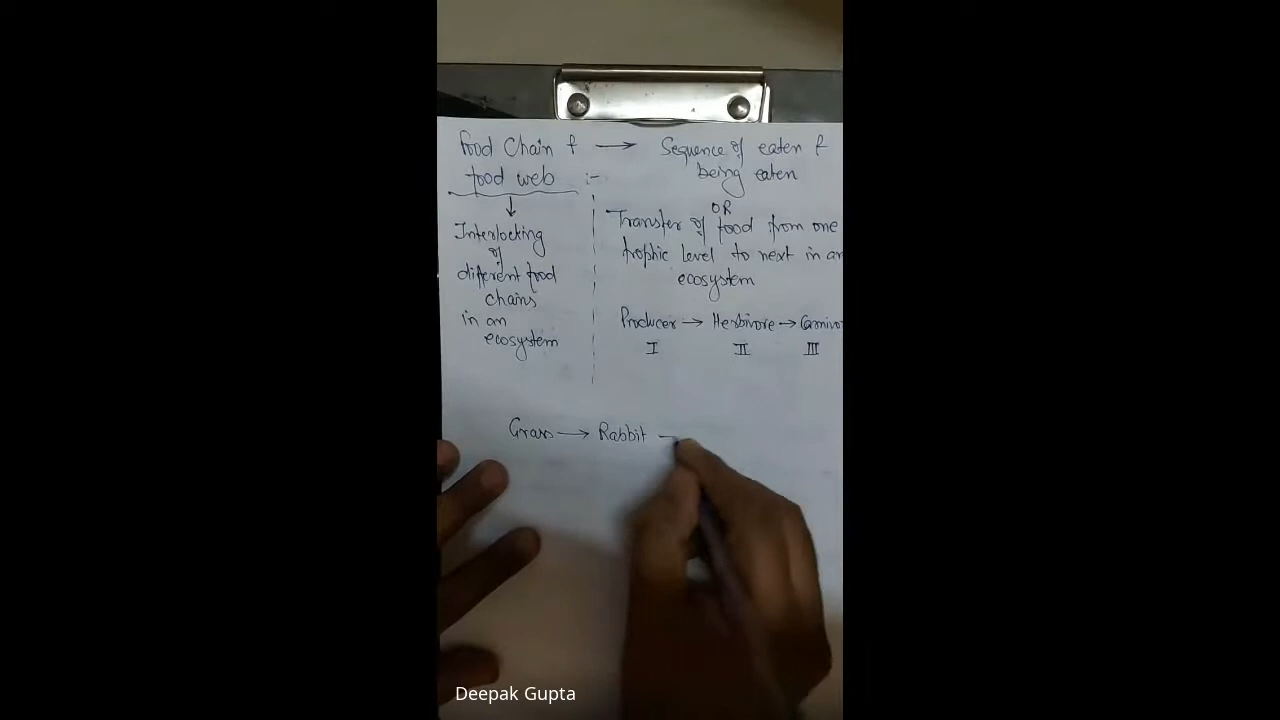 Food Chain &
food web :-
→ Sequence of eaten &
being eaten
OR
Transfer of food from one
trophic level to next in an
ecosystem
Producer → Herbivore → Carnivo
I II III
↓
Interlocking
of
different food
chains
in an
ecosystem
Grass → Rabbit →
Deepak Gupta